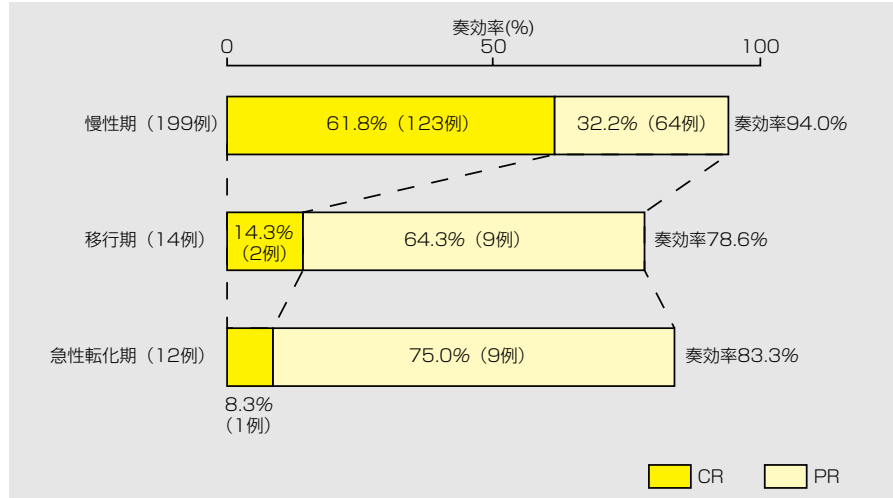 奏効率(%)
0 50 100
慢性期（199例） 61.8%（123例） 32.2%（64例） 奏効率94.0%
移行期（14例） 14.3%
（2例） 64.3%（9例） 奏効率78.6%
急性転化期（12例） 75.0%（9例） 奏効率83.3%
8.3%
（1例）
CR PR